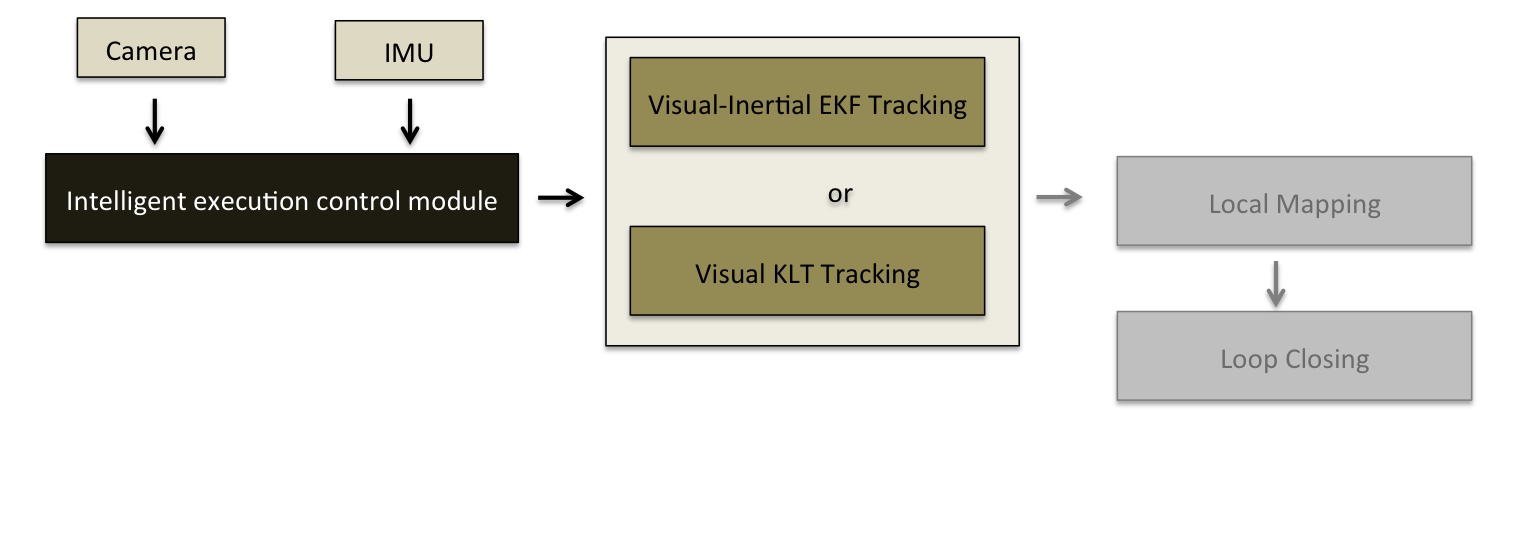 Camera
IMU
Intelligent execution control module
Visual-Inertial EKF Tracking
or
Visual KLT Tracking
Local Mapping
Loop Closing